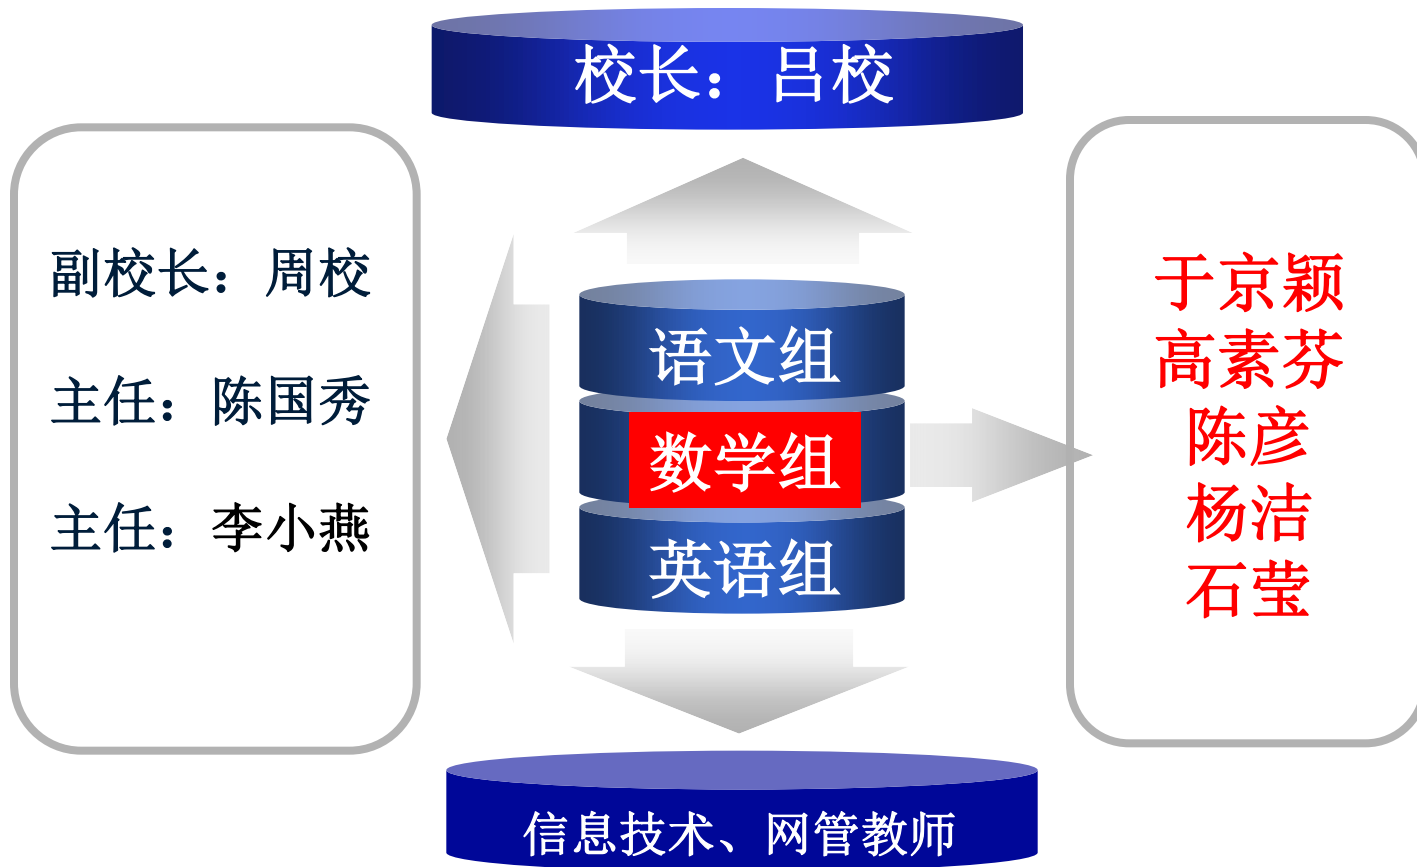 校长：吕校
副校长：周校
主任：陈国秀
主任：李小燕
语文组
数学组
英语组
于京颖
高素芬
陈彦
杨洁
石莹
信息技术、网管教师